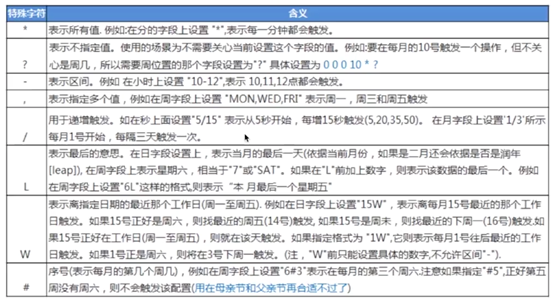 特殊字符 含义
* 表示所有值. 例如:在分的字段上设置 "*",表示每一分钟都会触发。
表示不指定值。使用的场景为不需要关心当前设置这个字段的值。例如:要在每月的10号触发一个操作，但不关
? 心是周几，所以需要周位置的那个字段设置为"?" 具体设置为 0 0 0 10 * ?
- 表示区间。例如 在小时上设置 "10-12",表示 10,11,12点都会触发。
, 表示指定多个值，例如在周字段上设置 "MON,WED,FRI" 表示周一，周三和周五触发
用于递增触发。如在秒上面设置"5/15" 表示从5秒开始，每增15秒触发(5,20,35,50)。 在月字段上设置'1/3'所示
/ 每月1号开始，每隔三天触发一次。
表示最后的意思。在日字段设置上，表示当月的最后一天(依据当前月份，如果是二月还会依据是否是润年
[leap]), 在周字段上表示星期六，相当于"7"或"SAT"。如果在"L"前加上数字，则表示该数据的最后一个。例如
L 在周字段上设置"6L"这样的格式,则表示 "本 月最后一个星期五"
表示离指定日期的最近那个工作日(周一至周五). 例如在日字段上设置"15W"，表示离每月15号最近的那个工作
日触发。如果15号正好是周六，则找最近的周五(14号)触发, 如果15号是周未，则找最近的下周一(16号)触发.如
果15号正好在工作日(周一至周五)，则就在该天触发。如果指定格式为 "1W",它则表示每月1号往后最近的工作
W 日触发。如果1号正是周六，则将在3号下周一触发。(注，"W"前只能设置具体的数字,不允许区间"-").
序号(表示每月的第几个周几)，例如在周字段上设置"6#3"表示在每月的第三个周六.注意如果指定"#5",正好第五
# 周没有周六，则不会触发该配置(用在母亲节和父亲节再合适不过了)